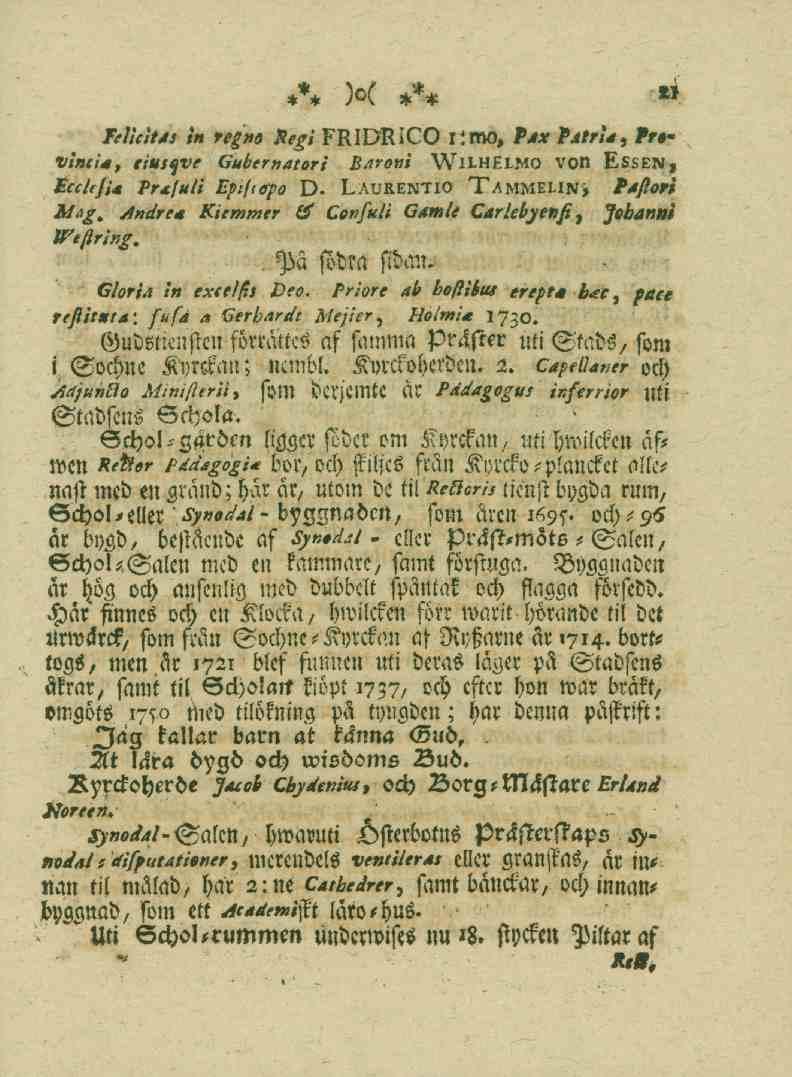 ⁂ )o( ⁂ 21
Felicitas in regno Regi FRIDRICO 1:mo, Pax Patriæ, Pro-
vinciæ, eiusqve Gubernatori Baroni WILHELMO von ESSEN,
Ecclesiæ Præsuli Episcopo D. LAURENTIO TAMMELIN; Pastori
Mag. Andreæ Kiemmer & Consuli Gamle Carlebyensi, Johanni
Westring.
På södra sidan.
Gloria in excelsis Deo. Priore ab hostibus erepta hæc, pace
restituta: fusa a Gerhardt Meijer, Holmiæ 1730.
Gudstiensten förrättes af samma Präster uti Stads, som
i Sochne Kyrckan; nembl. Kyrckoherden. 2. Capellaner och
Adjuncto Ministerii, som derjemte är Pædagogus inferrior uti
Stadsens Schola.
Schol-gården ligger söder om Kyrckan, uti hwilcken äf-
wen Rector Pædagogiæ bor, och skiljes från Kyrcko-plancket alle-
nast med en gränd; här är, utom de til Rectoris tienst bygda rum,
Schol-eller Synodal-byggnaden, som åren 1695. och-96
är bygd, bestående af Synodal- eller Präst-möts-Salen,
Schol-Salen med en kammare, samt förstuga. Byggnaden
är hög och ansenlig med dubbelt spåntak och flagga försedd.
Här finnes och en Klocka, hwilcken förr warit hörande til det
urwärck, som från Sochne-Kyrckan af Ryßarne år 1714. bort-
togs, men år 1721 blef funnen uti deras läger på Stadsens
åkrar, samt til Scholan kiöpt 1737, och efter hon war bräkt,
omgöts 1750 med tilökning på tyngden; har denna påskrift:
Jag kallar barn at känna Gud,
At lära dygd och wisdoms Bud.
Kyrckoherde Jacob Chydenius, och Borg-Mästare Erland
Noreen.
Synodal-Salen, hwaruti Österbotns Prästerskaps Sy-
nodal-disputationer, merendels ventileras eller granskas, är in-
nan til målad, har 2:ne Cathedrer, samt bänckar, och innan-
byggnad, som ett Academiskt läro-hus.
Uti Schol-rummen underwises nu 18. stycken Piltar af
Rect,